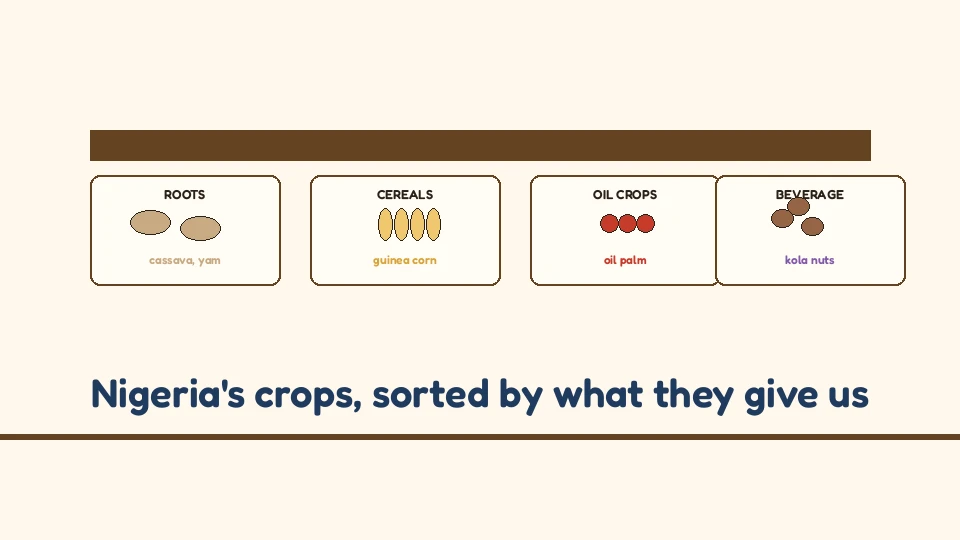 ROOTS
cassava, yam
CEREALS
guinea corn
OIL CROPS
oil palm
BEVERAGE
kola nuts
Nigeria's crops, sorted by what they give us